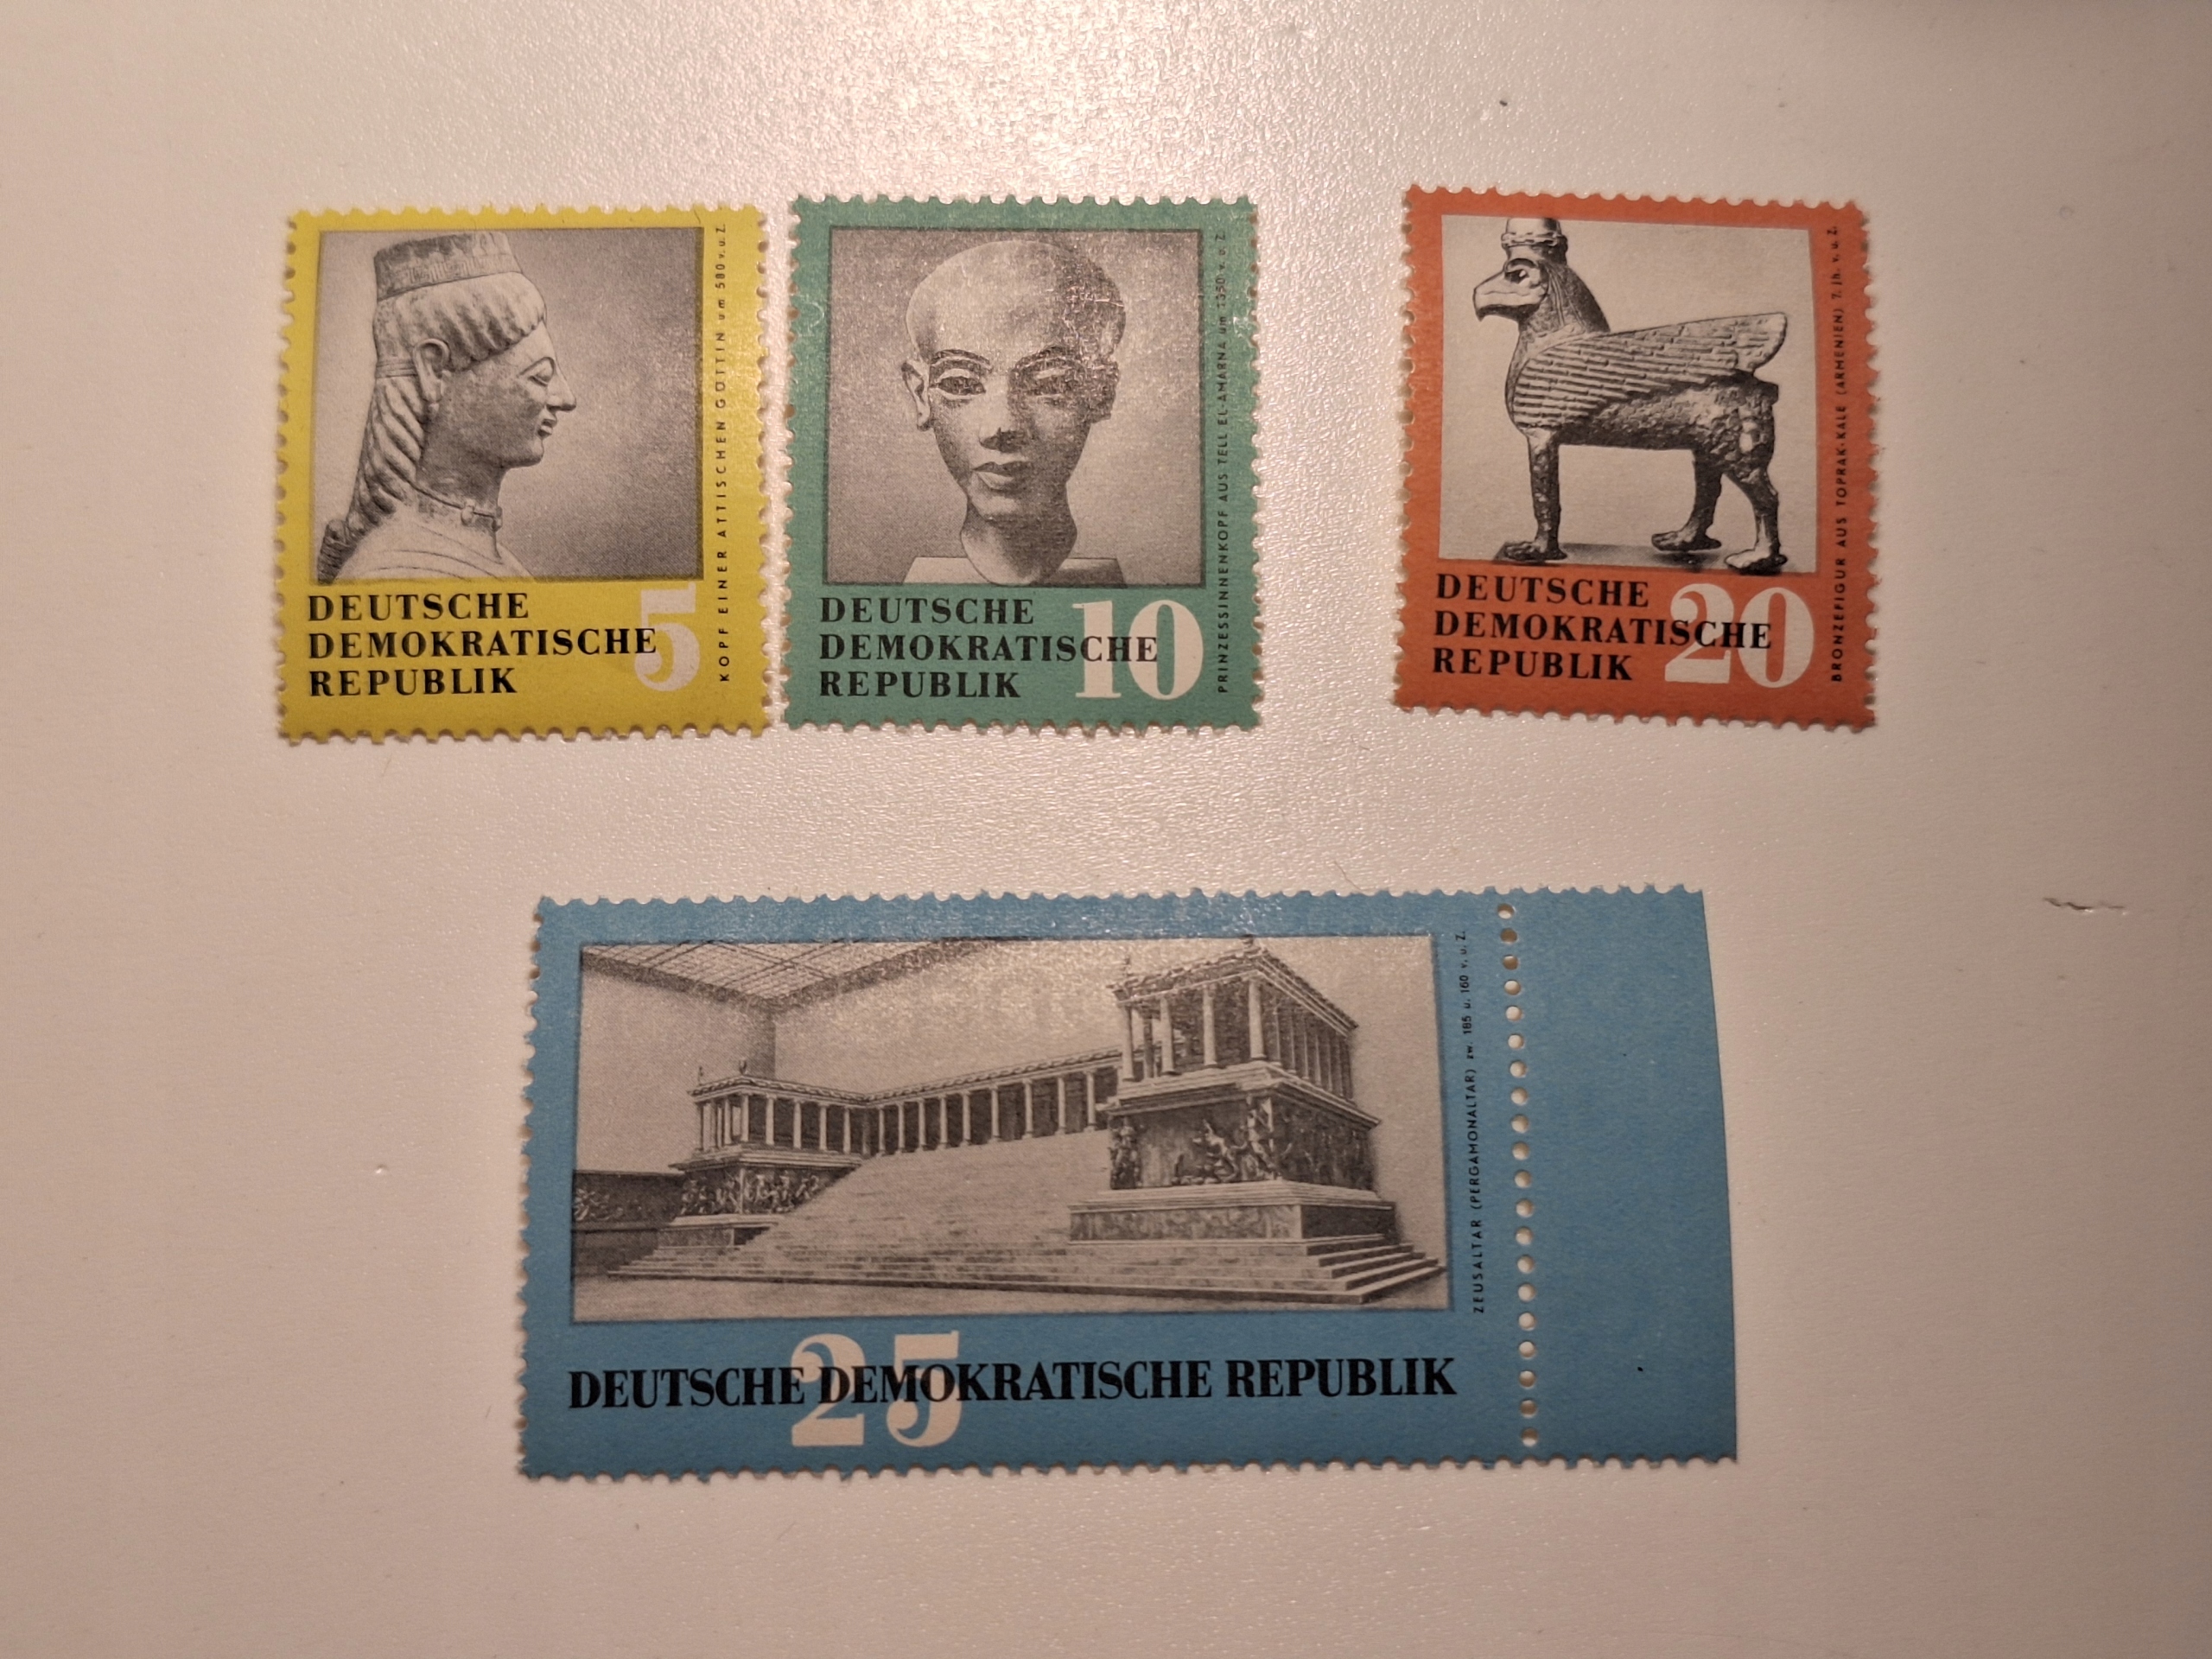 DEUTSCHE
DEMOKRATISCHE
REPUBLIK
5
KOPF EINER ATTISCHEN GÖTTIN um 580 v. u. Z.
DEUTSCHE
DEMOKRATISCHE
REPUBLIK
10
PRINZESSINNENKOPF AUS TELL EL-AMARNA um 1350 v. u. Z.
DEUTSCHE
DEMOKRATISCHE
REPUBLIK
20
BRONZEFIGUR AUS TOPRAK-KALE (ARMENIEN) 7. Jh. v. u. Z.
25
DEUTSCHE DEMOKRATISCHE REPUBLIK
ZEUSALTAR (PERGAMONALTAR) zw. 185 u. 160 v. u. Z.